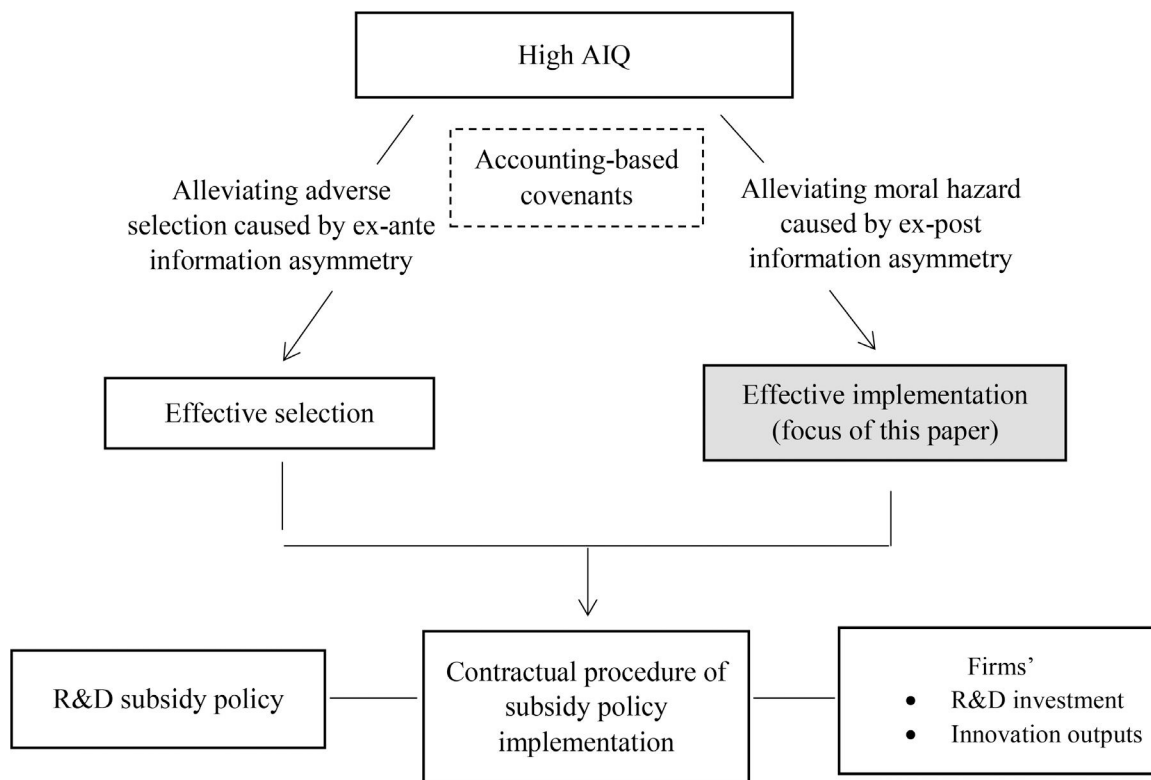 High AIQ
Accounting-based
covenants
Alleviating adverse
selection caused by ex-ante
information asymmetry
Alleviating moral hazard
caused by ex-post
information asymmetry
Effective selection
Effective implementation
(focus of this paper)
R&D subsidy policy
Contractual procedure of
subsidy policy
implementation
Firms’
• R&D investment
• Innovation outputs